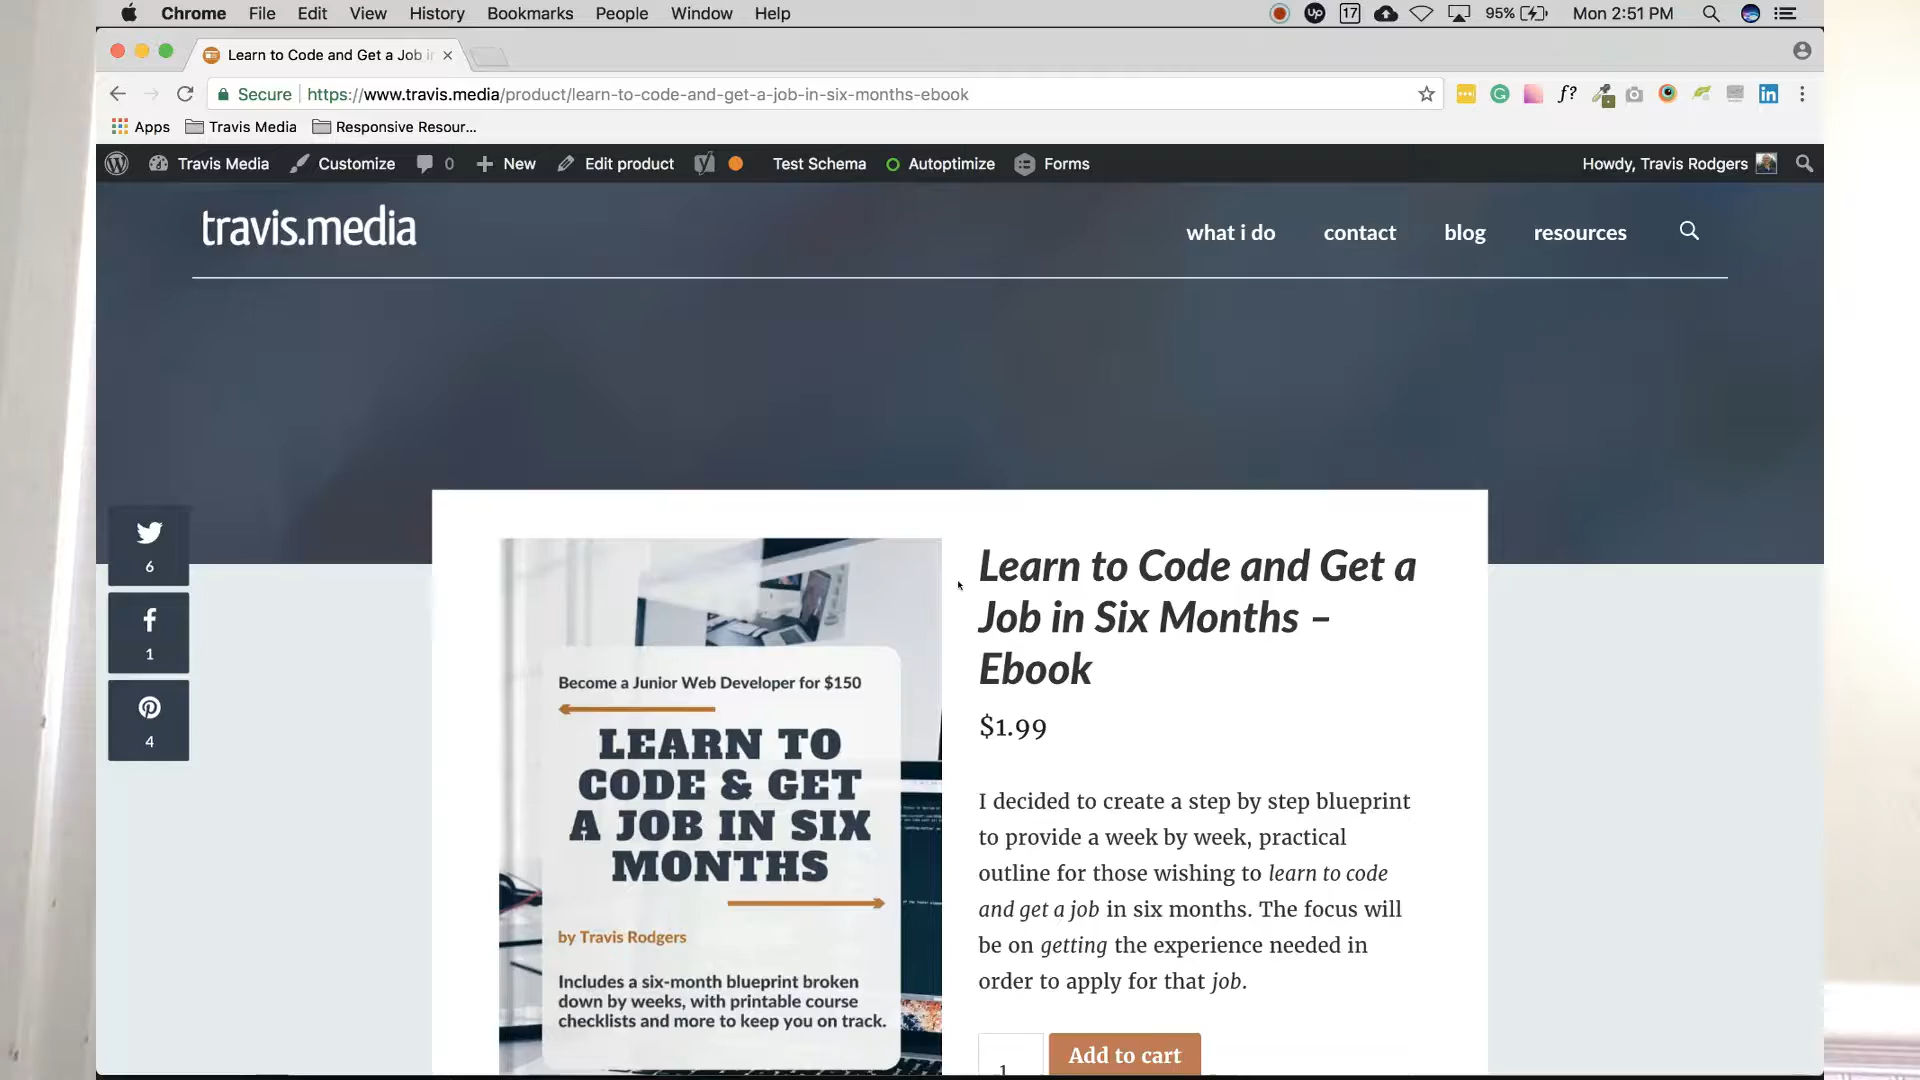 Chrome File Edit View History Bookmarks People Window Help
Up 17 95% Mon 2:51 PM
Learn to Code and Get a Job in
Secure https://www.travis.media/product/learn-to-code-and-get-a-job-in-six-months-ebook
f? in
Apps Travis Media Responsive Resour...
Travis Media Customize 0 New Edit product Test Schema Autoptimize Forms Howdy, Travis Rodgers
travis.media
what i do contact blog resources
6
1
4
Become a Junior Web Developer for $150
LEARN TO
CODE & GET
A JOB IN SIX
MONTHS
by Travis Rodgers
Includes a six-month blueprint broken
down by weeks, with printable course
checklists and more to keep you on track.
Learn to Code and Get a
Job in Six Months –
Ebook
$1.99
I decided to create a step by step blueprint
to provide a week by week, practical
outline for those wishing to learn to code
and get a job in six months. The focus will
be on getting the experience needed in
order to apply for that job.
1 Add to cart